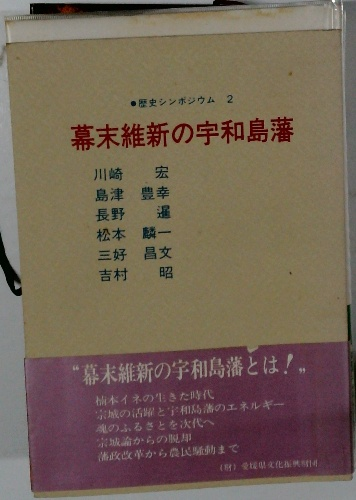 ●歴史シンポジウム 2
幕末維新の宇和島藩
川崎 宏
島津 豊幸
長野 暹
松本 麟一
三好 昌文
吉村 昭
“幕末維新の宇和島藩とは！„
楠本イネの生きた時代
宗城の活躍と宇和島藩のエネルギー
魂のふるさとを次代へ
宗城論からの脱却
藩政改革から農民騒動まで
(財) 愛媛県文化振興財団